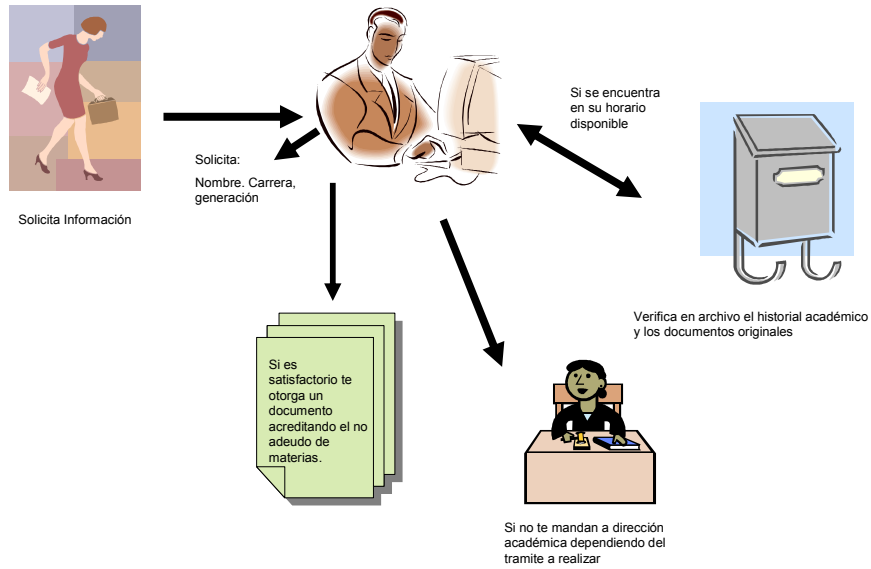 Solicita Información
Solicita:
Nombre. Carrera,
generación
Si se encuentra
en su horario
disponible
Verifica en archivo el historial académico
y los documentos originales
Si es
satisfactorio te
otorga un
documento
acreditando el no
adeudo de
materias.
Si no te mandan a dirección
académica dependiendo del
tramite a realizar